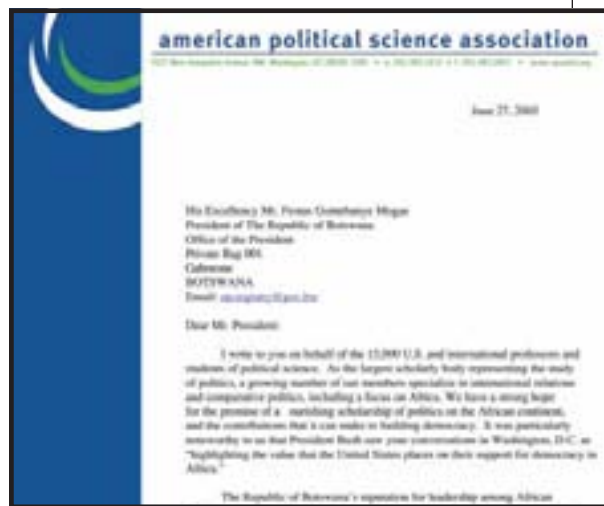 american political science association
June 27, 2005
His Excellency Mr. Festus Gontebanye Mogae
President of The Republic of Botswana
Office of the President
Private Bag 001
Gaborone
BOTSWANA
Email:
Dear Mr. President:
I write to you on behalf of the 15,000 U.S. and international professors and
students of political science. As the largest scholarly body representing the study
of politics, a growing number of our members specialize in international relations
and comparative politics, including a focus on Africa. We have a strong hope
for the promise of a ourishing scholarship of politics on the African continent,
and the contributions that it can make to building democracy. It was particularly
noteworthy to us that President Bush saw your conversations in Washington, D.C. as
"highlighting the value that the United States places on their support for democracy in
Africa."
The Republic of Botswana's reputation for leadership among African